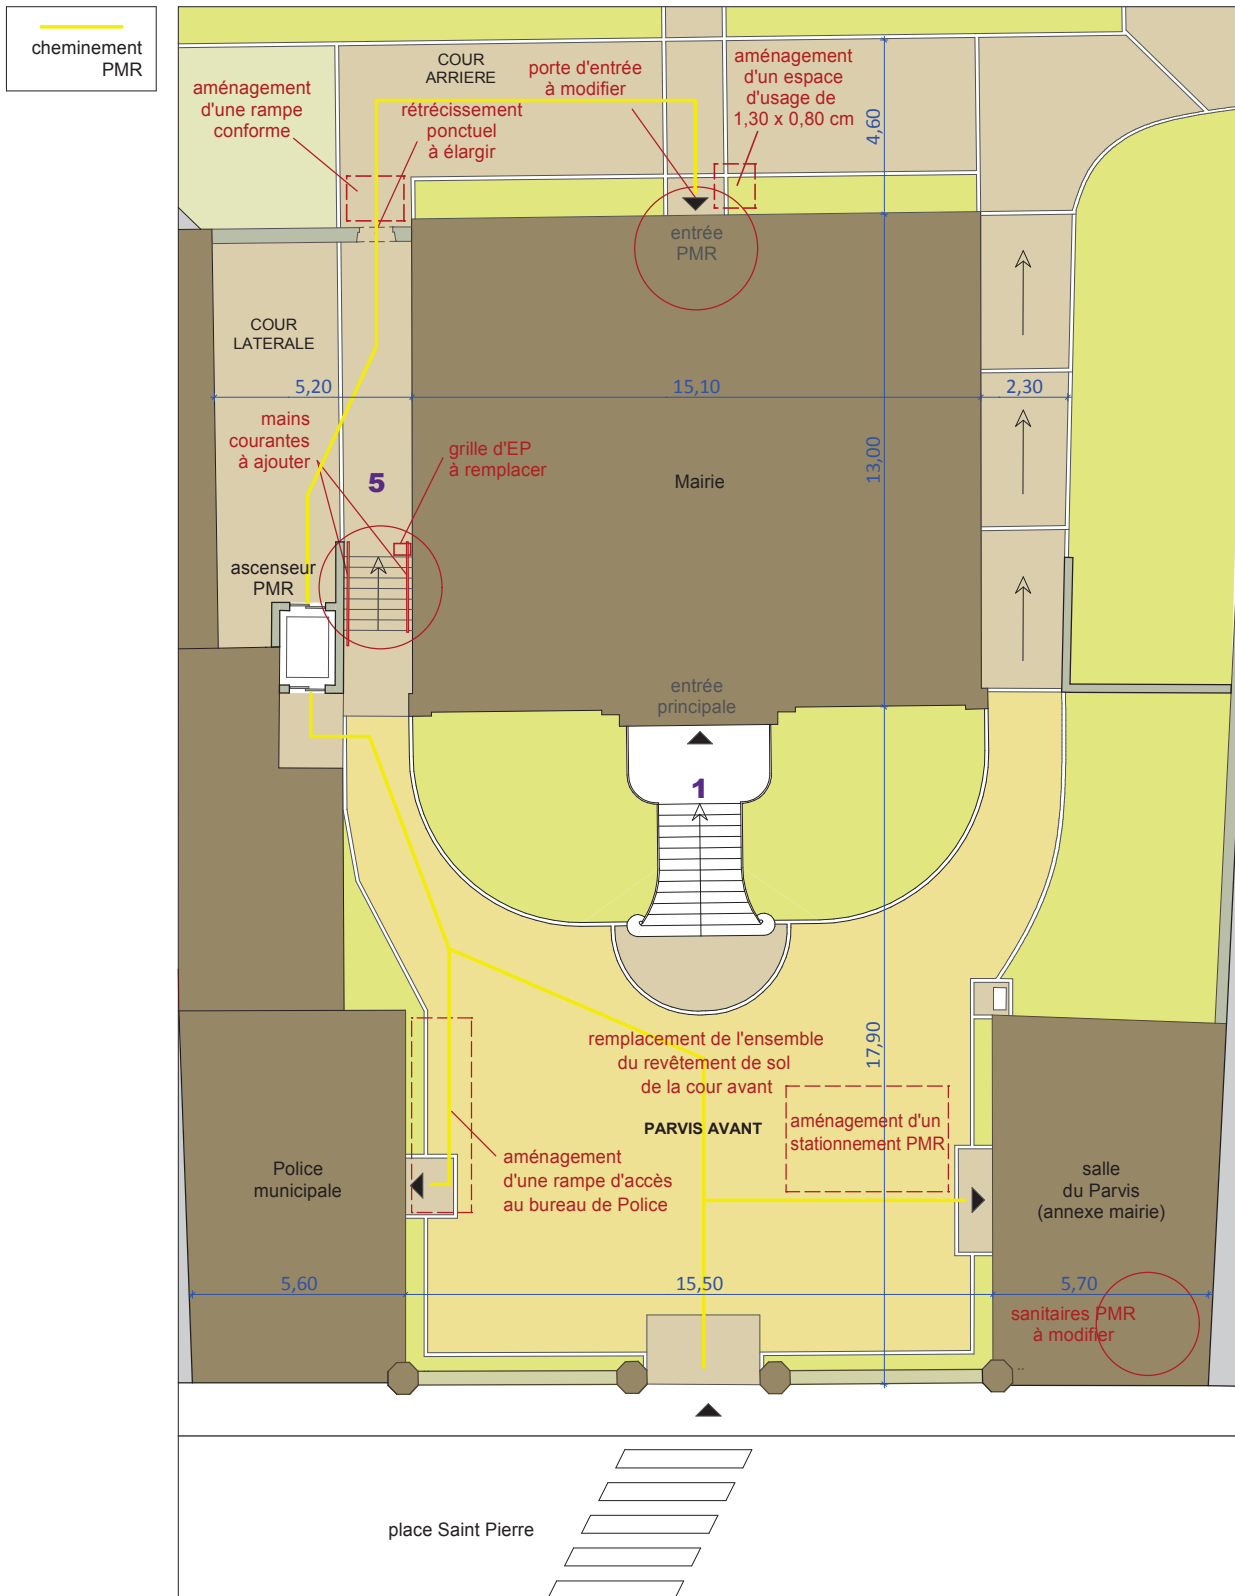 cheminement
PMR
COUR
ARRIERE
porte d'entrée
à modifier
aménagement
d'un espace
d'usage de
1,30 x 0,80 cm
aménagement
d'une rampe
conforme
rétrécissement
ponctuel
à élargir
4,60
entrée
PMR
COUR
LATERALE
5,20
15,10
2,30
mains
courantes
à ajouter
grille d'EP
à remplacer
5
Mairie
13,00
ascenseur
PMR
entrée
principale
1
remplacement de l'ensemble
du revêtement de sol
de la cour avant
17,90
PARVIS AVANT
aménagement d'un
stationnement PMR
Police
municipale
aménagement
d'une rampe d'accès
au bureau de Police
salle
du Parvis
(annexe mairie)
5,60
15,50
5,70
sanitaires PMR
à modifier
place Saint Pierre